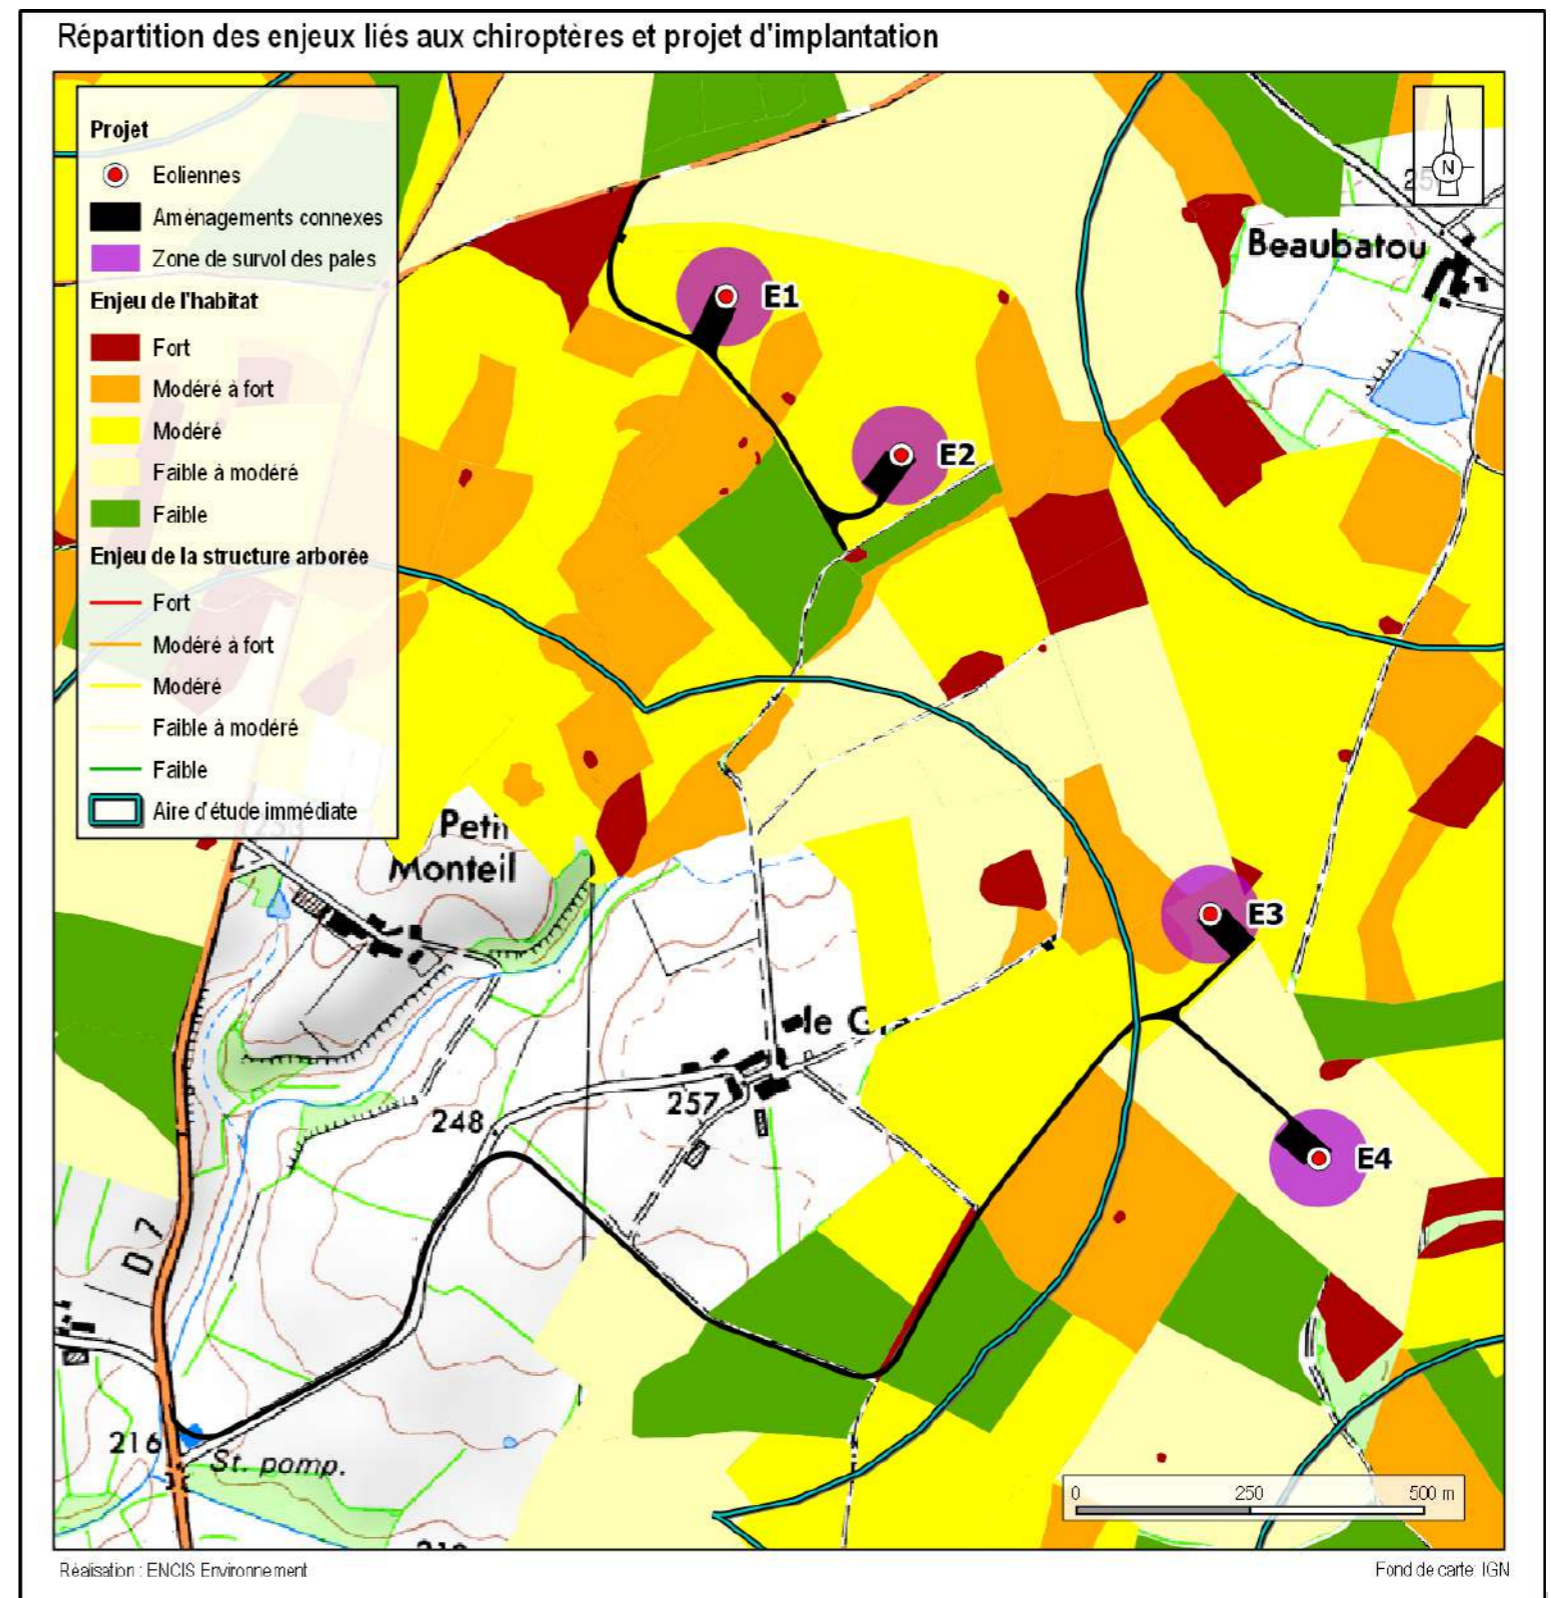 Répartition des enjeux liés aux chiroptères et projet d'implantation
Projet
Eoliennes
Aménagements connexes
Zone de survol des pales
Enjeu de l'habitat
Fort
Modéré à fort
Modéré
Faible à modéré
Faible
Enjeu de la structure arborée
Fort
Modéré à fort
Modéré
Faible à modéré
Faible
Aire d'étude immédiate
N
Beaubatou
E1
E2
Petit
Monteil
E3
le G
257
248
E4
D 7
216
St. pomp.
0 250 500 m
Réalisation : ENCIS Environnement
Fond de carte: IGN